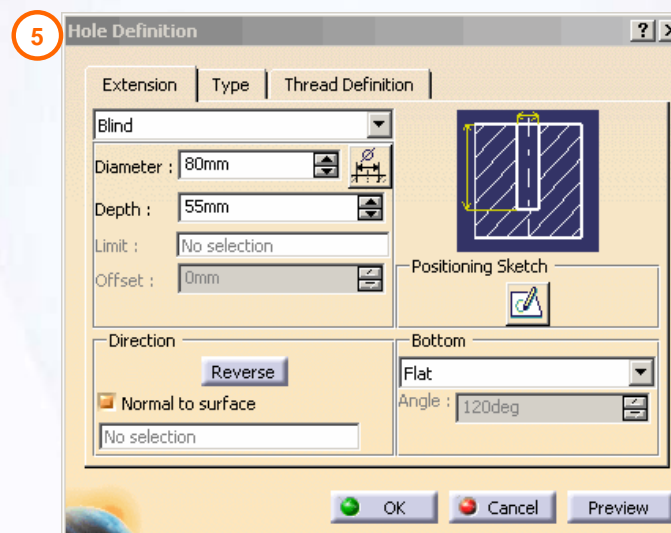 5
Hole Definition
?
Extension Type Thread Definition
Blind
Diameter : 80mm
Depth : 55mm
Limit : No selection
Offset : 0mm
Positioning Sketch
Direction
Reverse
Normal to surface
No selection
Bottom
Flat
Angle : 120deg
OK Cancel Preview